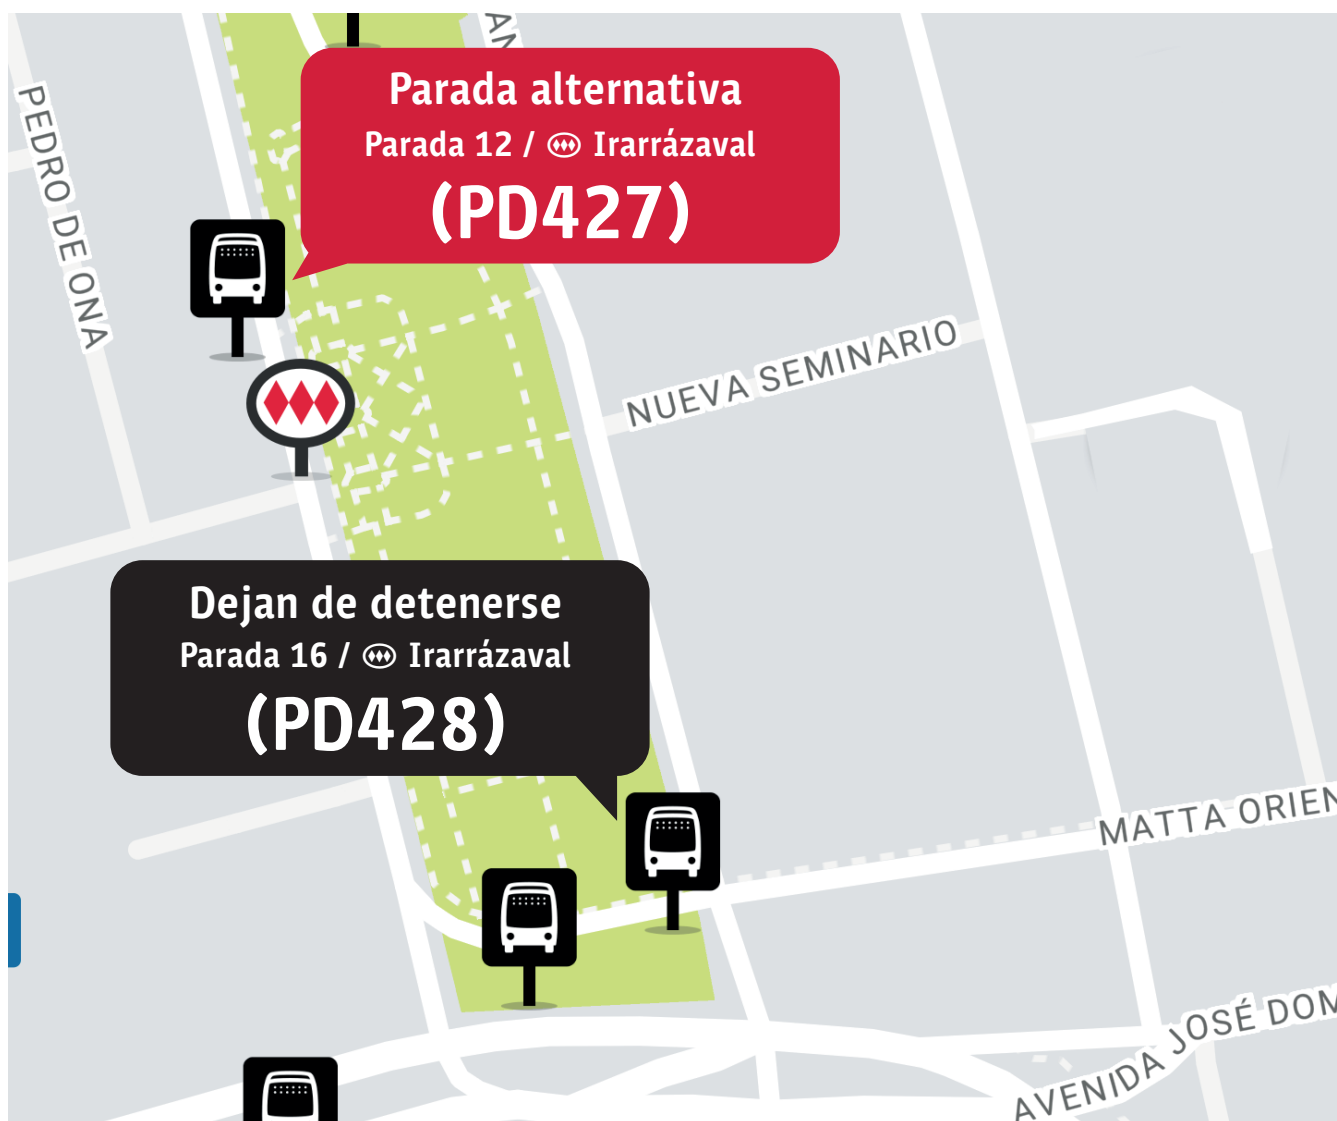 Parada alternativa
Parada 12 / Irarrázaval
(PD427)
PEDRO DE ONA
NUEVA SEMINARIO
Dejan de detenerse
Parada 16 / Irarrázaval
(PD428)
MATTA ORIEN
AVENIDA JOSÉ DOM